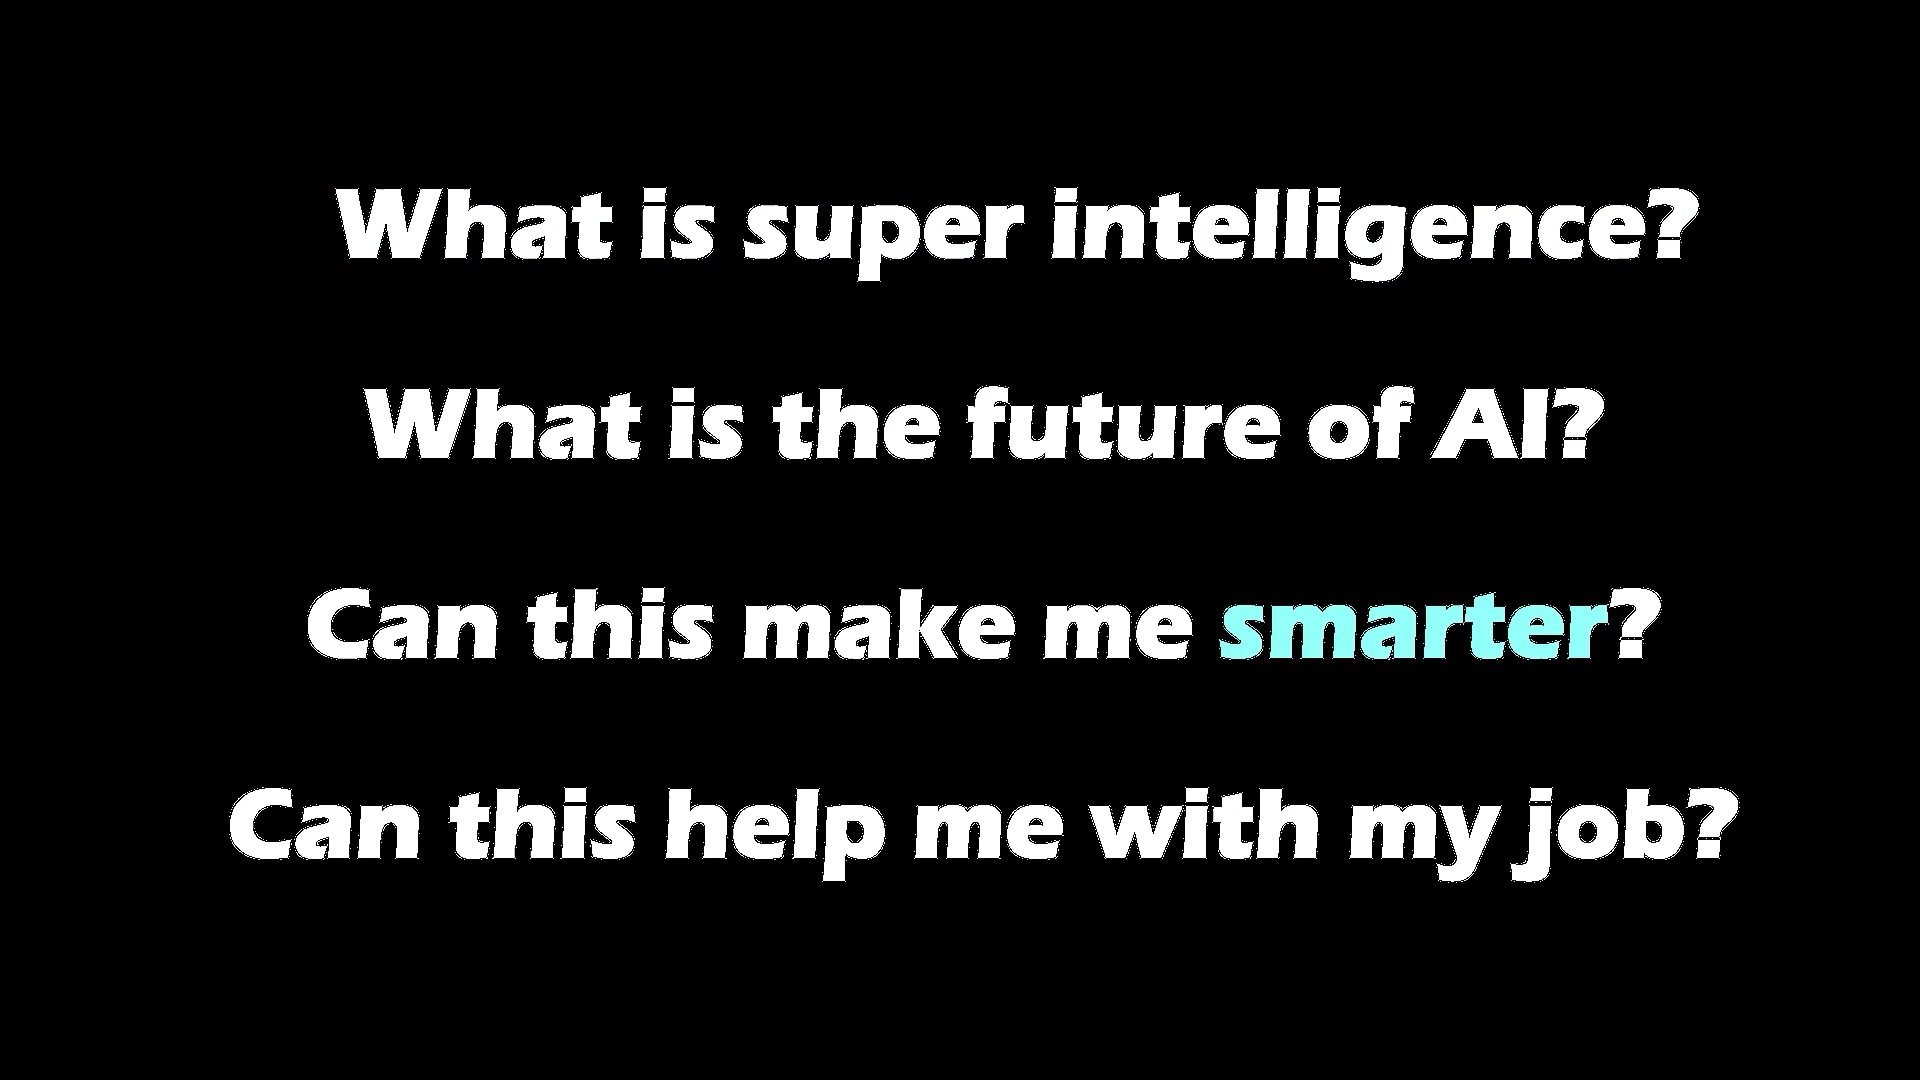 What is super intelligence?
What is the future of AI?
Can this make me smarter?
Can this help me with my job?